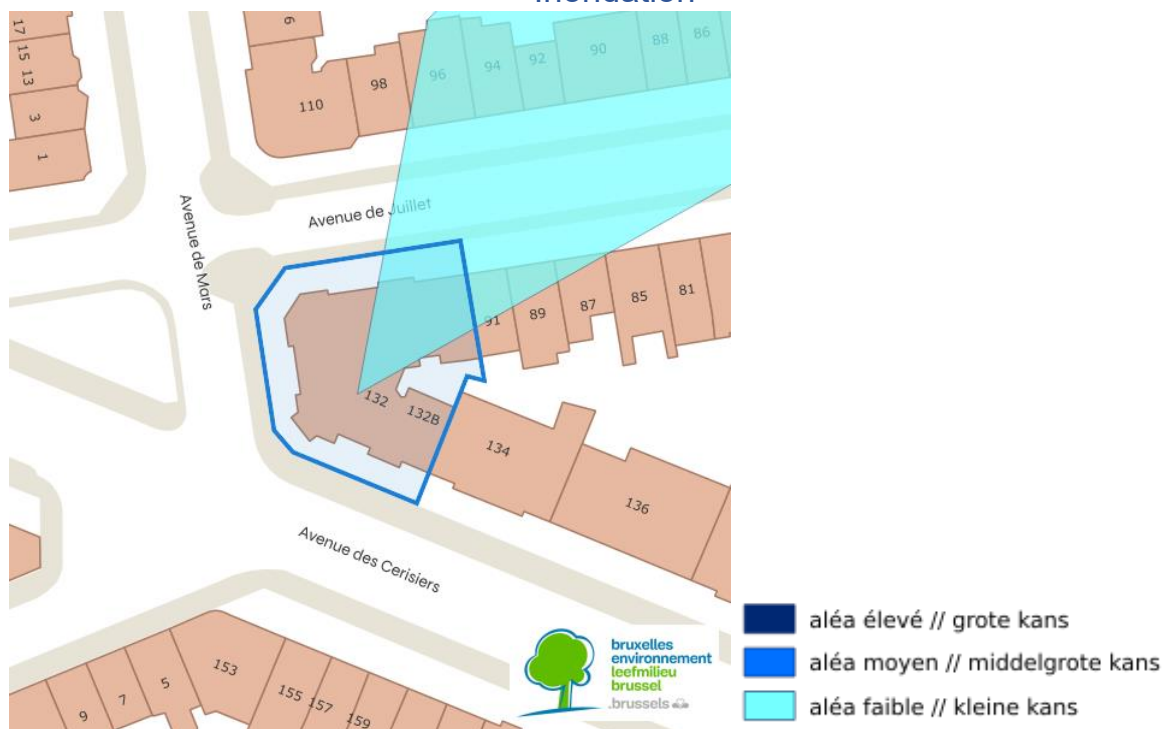 Inondation
17
15
13
3
1
6
110
98
96
94
92
90
88
86
Avenue de Juillet
Avenue de Mars
91
89
87
85
81
132
132B
134
136
Avenue des Cerisiers
153
5
7
9
155
157
159
bruxelles
environnement
leefmilieu
brussel
.brussels
aléa élevé // grote kans
aléa moyen // middelgrote kans
aléa faible // kleine kans